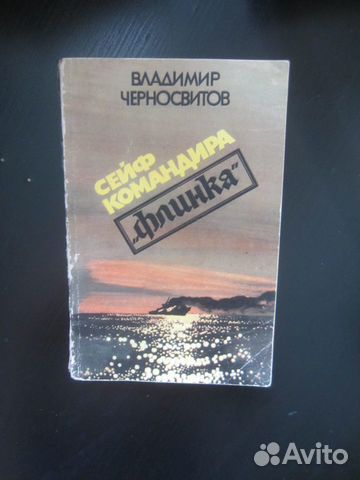 ВЛАДИМИР
ЧЕРНОСВИТОВ
СЕЙФ
КОМАНДИРА
„Флинка“
Avito